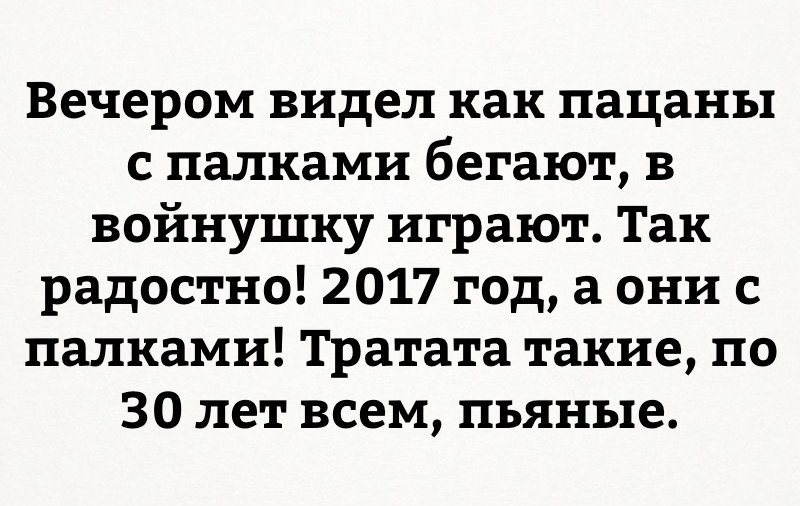 Вечером видел как пацаны
с палками бегают, в
войнушку играют. Так
радостно! 2017 год, а они с
палками! Тратата такие, по
30 лет всем, пьяные.